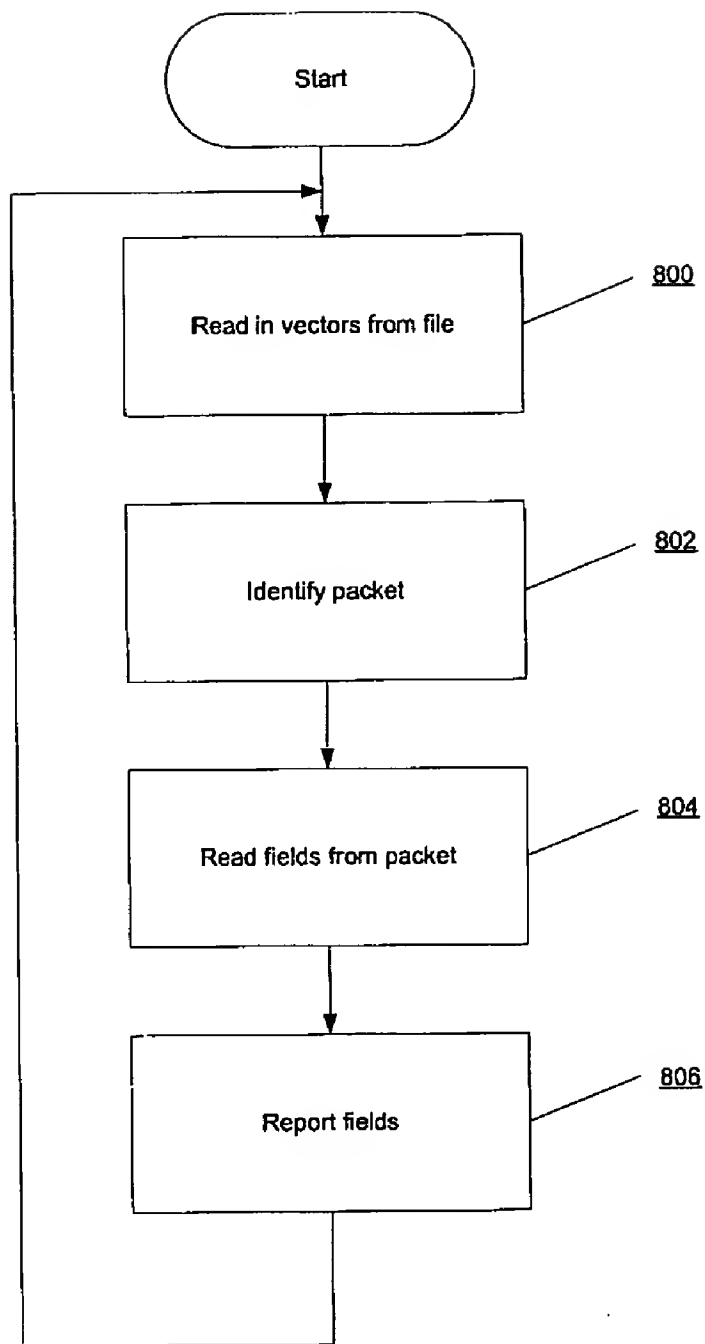 Start
Read in vectors from file
800
Identify packet
802
Read fields from packet
804
Report fields
806